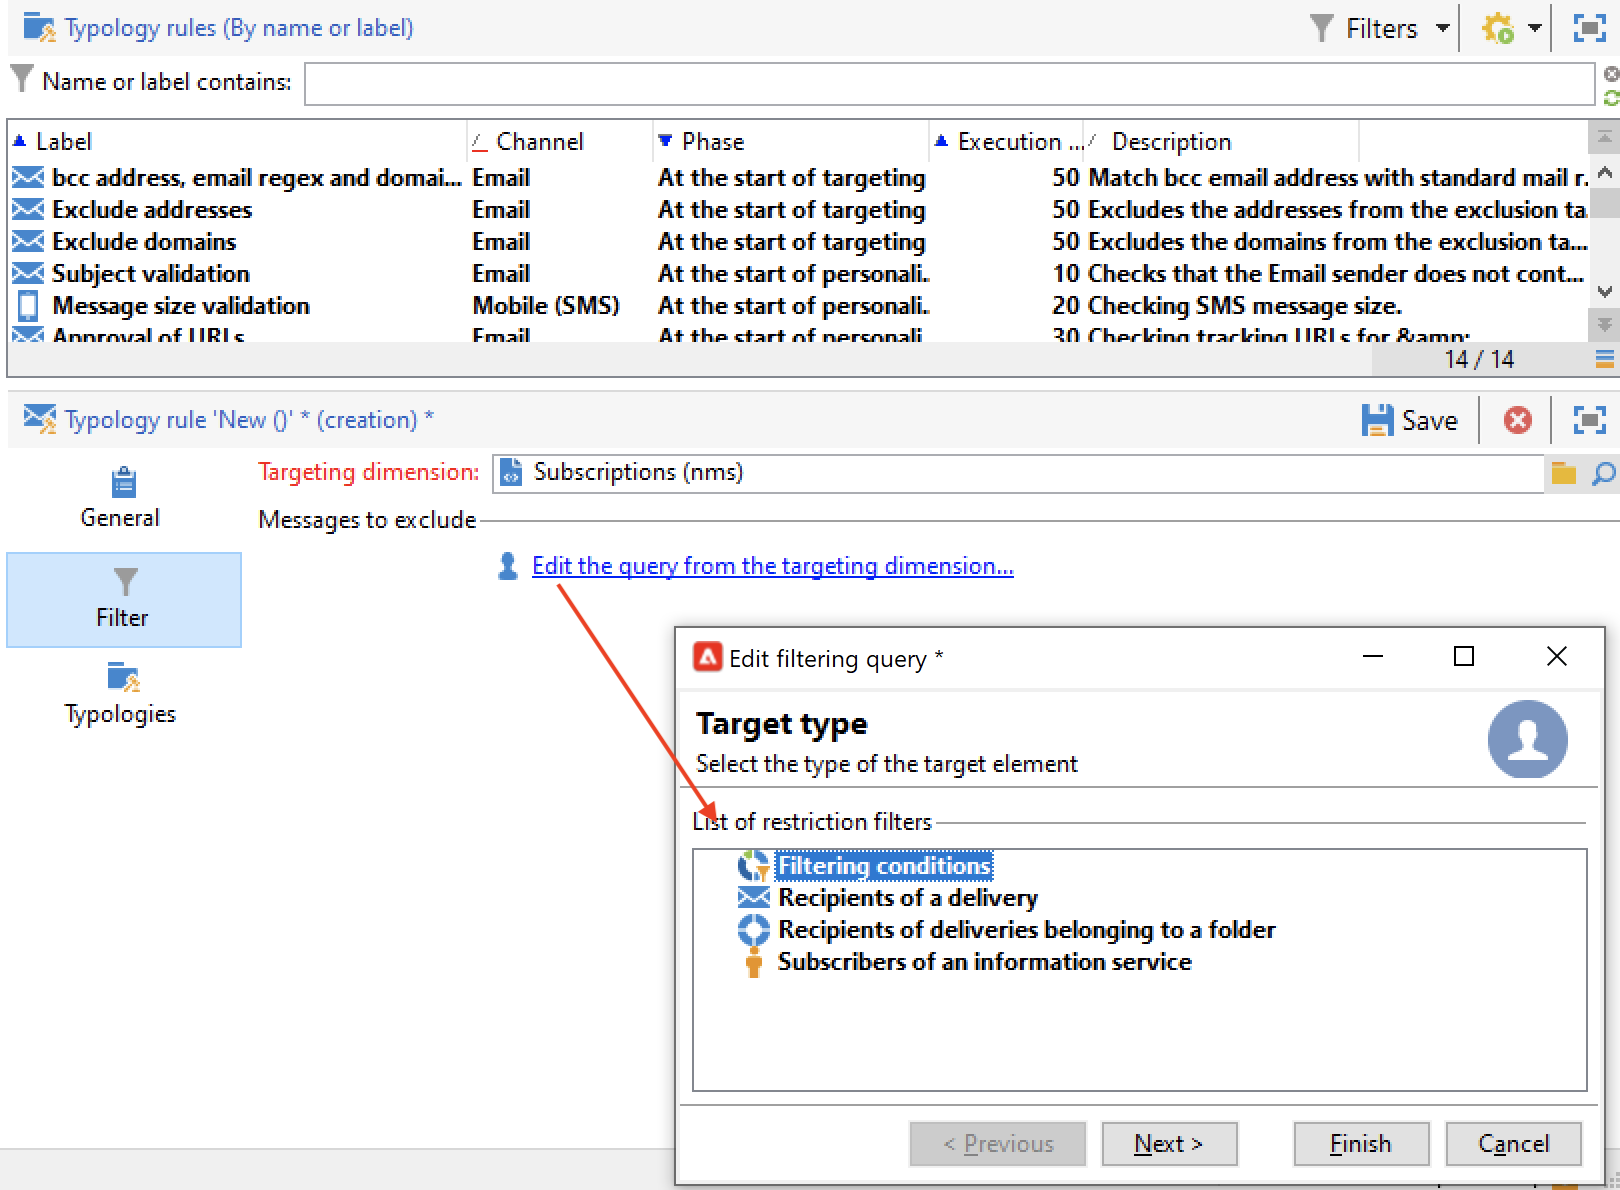 Typology rules (By name or label)
Filters
Name or label contains:
Label Channel Phase Execution ... Description
bcc address, email regex and domai... Email At the start of targeting 50 Match bcc email address with standard mail r.
Exclude addresses Email At the start of targeting 50 Excludes the addresses from the exclusion ta.
Exclude domains Email At the start of targeting 50 Excludes the domains from the exclusion ta...
Subject validation Email At the start of personali. 10 Checks that the Email sender does not cont...
Message size validation Mobile (SMS) At the start of personali. 20 Checking SMS message size.
Approval of URLs Email At the start of personali 30 Checking tracking URLs for &amp;
14 / 14
Typology rule 'New ()' * (creation) *
Save
General
Filter
Typologies
Targeting dimension: Subscriptions (nms)
Messages to exclude
Edit the query from the targeting dimension...
Edit filtering query *
Target type
Select the type of the target element
List of restriction filters
Filtering conditions
Recipients of a delivery
Recipients of deliveries belonging to a folder
Subscribers of an information service
< Previous Next > Finish Cancel